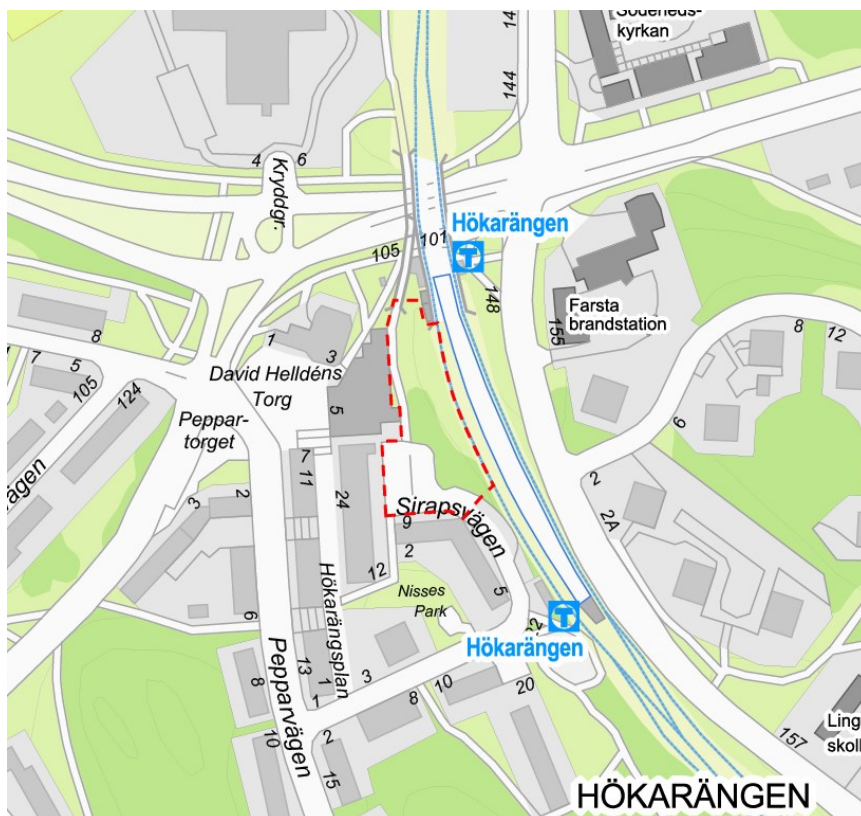 Söderleds-
kyrkan
14
144
4
6
Kryddgr.
Hökarängen
105
101
148
155
Farsta
brandstation
8
12
6
8
7
5
105
124
1
3
David Helldéns
Torg
5
Peppar-
torget
7
11
24
2
2A
3
2
Sirapsvägen
9
2
12
5
Hökarängsplan
Nisses
Park
6
Hökarängen
Pepparvägen
13
1
3
1
8
10
8
10
20
2
15
157
HÖKARÄNGEN